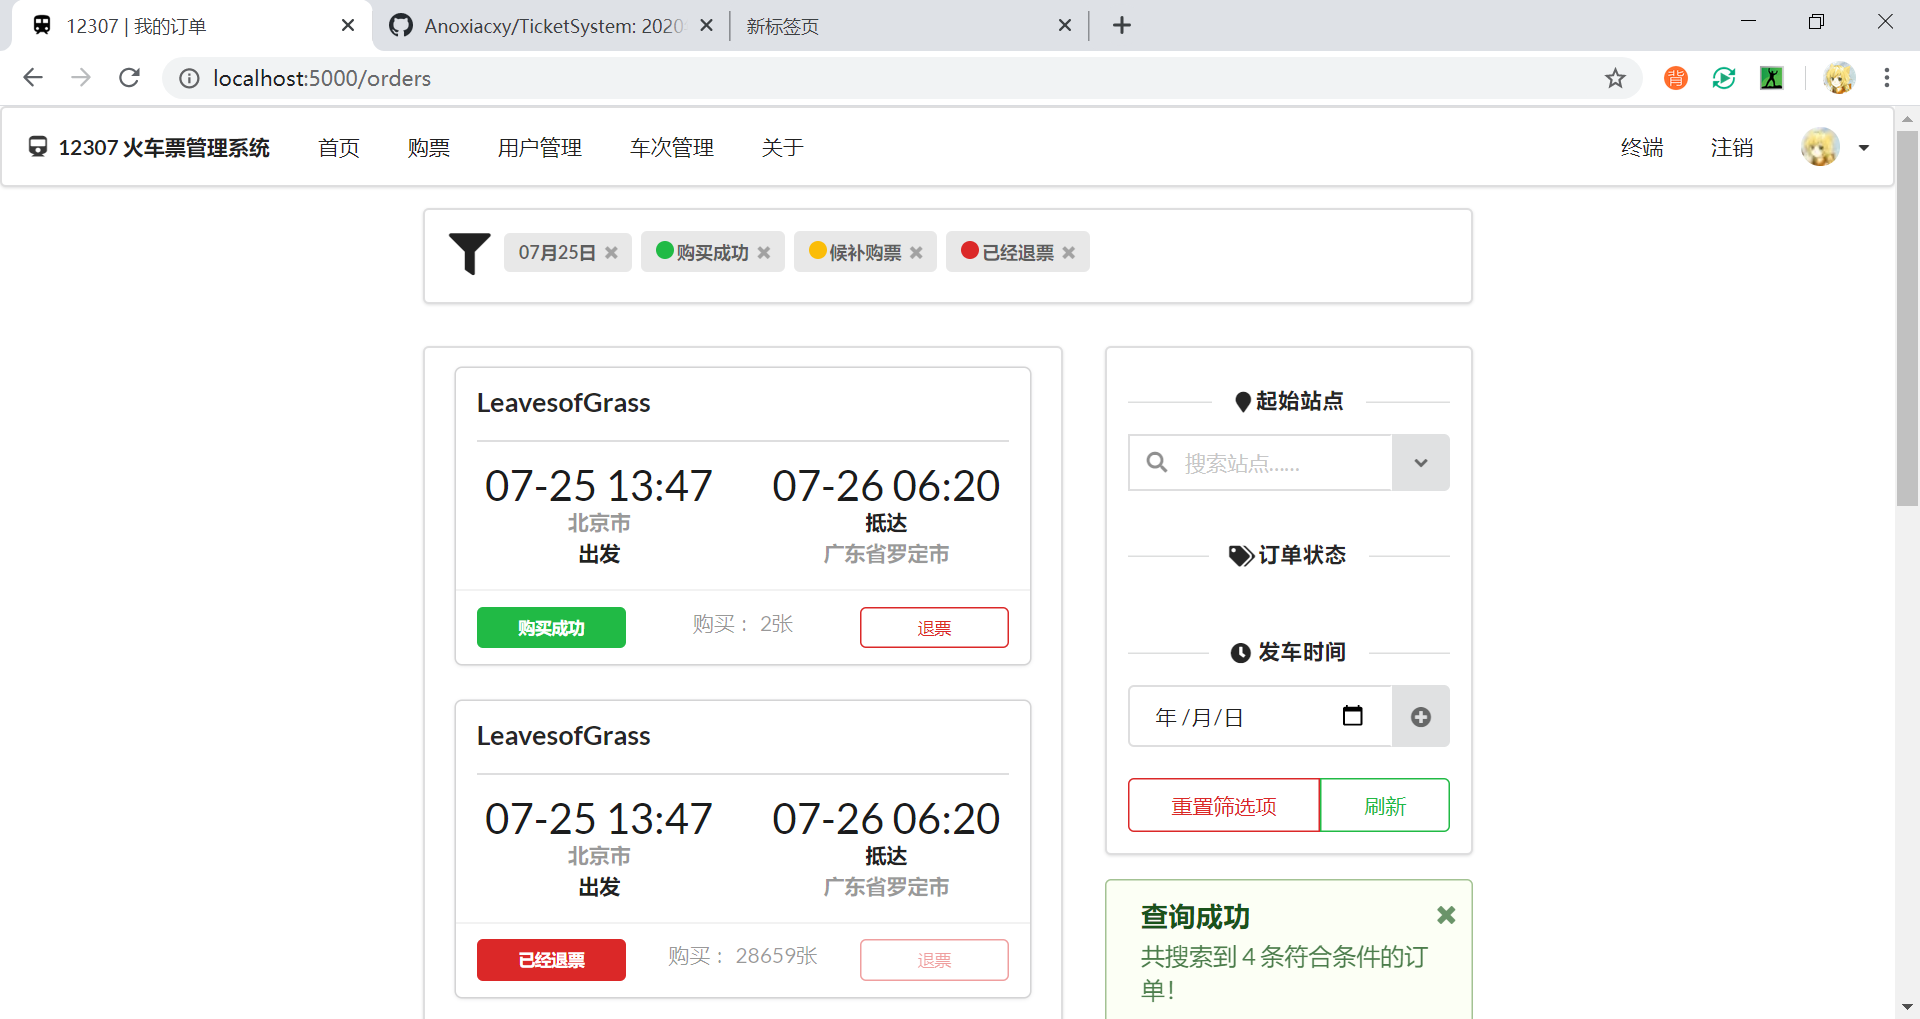 12307 | 我的订单
Anoxiacxy/TicketSystem: 2020
新标签页
localhost:5000/orders
背
12307 火车票管理系统
首页
购票
用户管理
车次管理
关于
终端
注销
07月25日
购买成功
候补购票
已经退票
LeavesofGrass
07-25 13:47
北京市
出发
07-26 06:20
抵达
广东省罗定市
购买成功
购买： 2张
退票
LeavesofGrass
07-25 13:47
北京市
出发
07-26 06:20
抵达
广东省罗定市
已经退票
购买： 28659张
退票
起始站点
搜索站点……
订单状态
发车时间
年 /月/日
重置筛选项
刷新
查询成功
共搜索到 4 条符合条件的订
单！